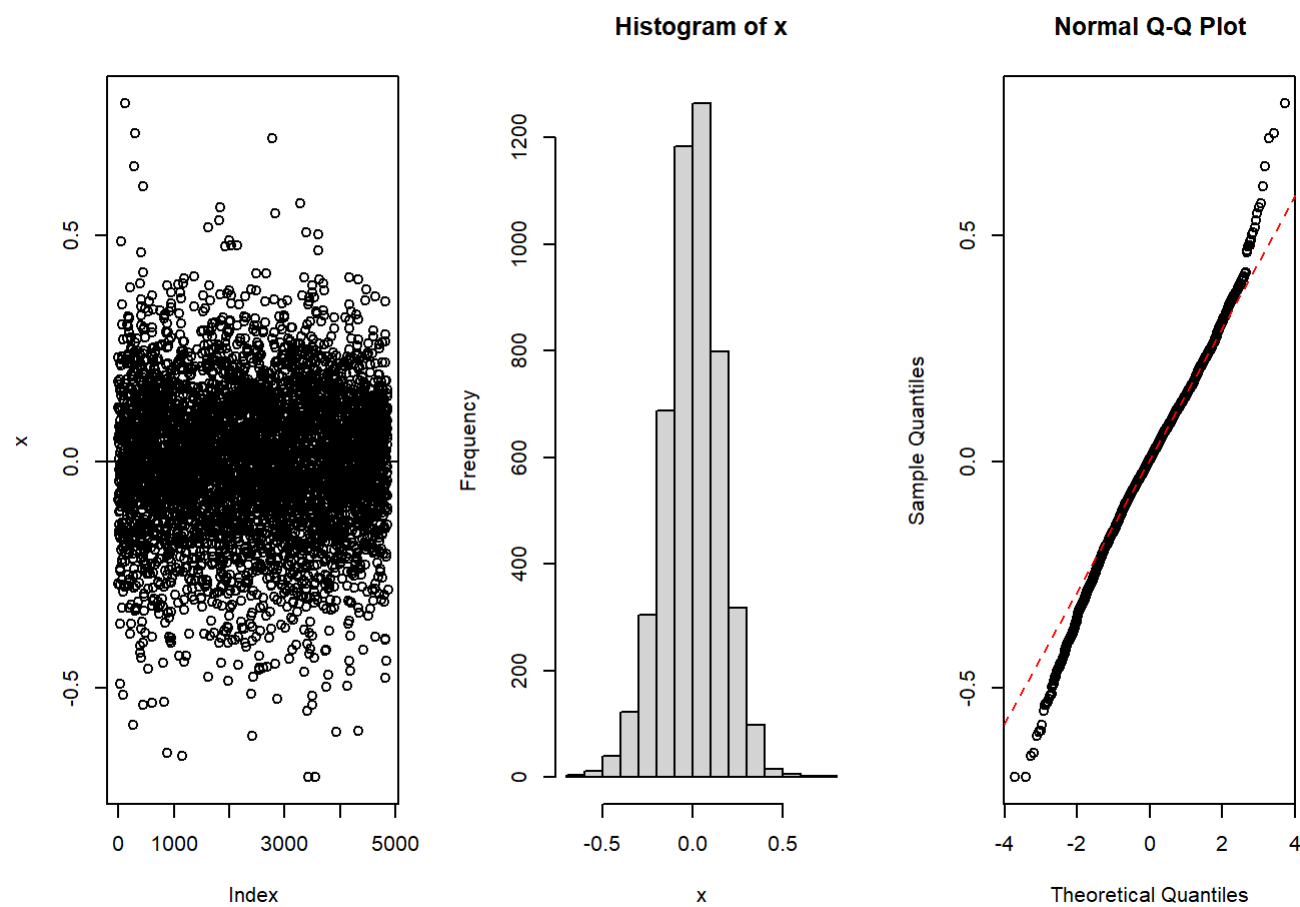 x
0.5
0.0
-0.5
0 1000 3000 5000
Index
Histogram of x
Frequency
1200
1000
800
600
400
200
0
-0.5 0.0 0.5
x
Normal Q-Q Plot
Sample Quantiles
0.5
0.0
-0.5
-4 -2 0 2 4
Theoretical Quantiles